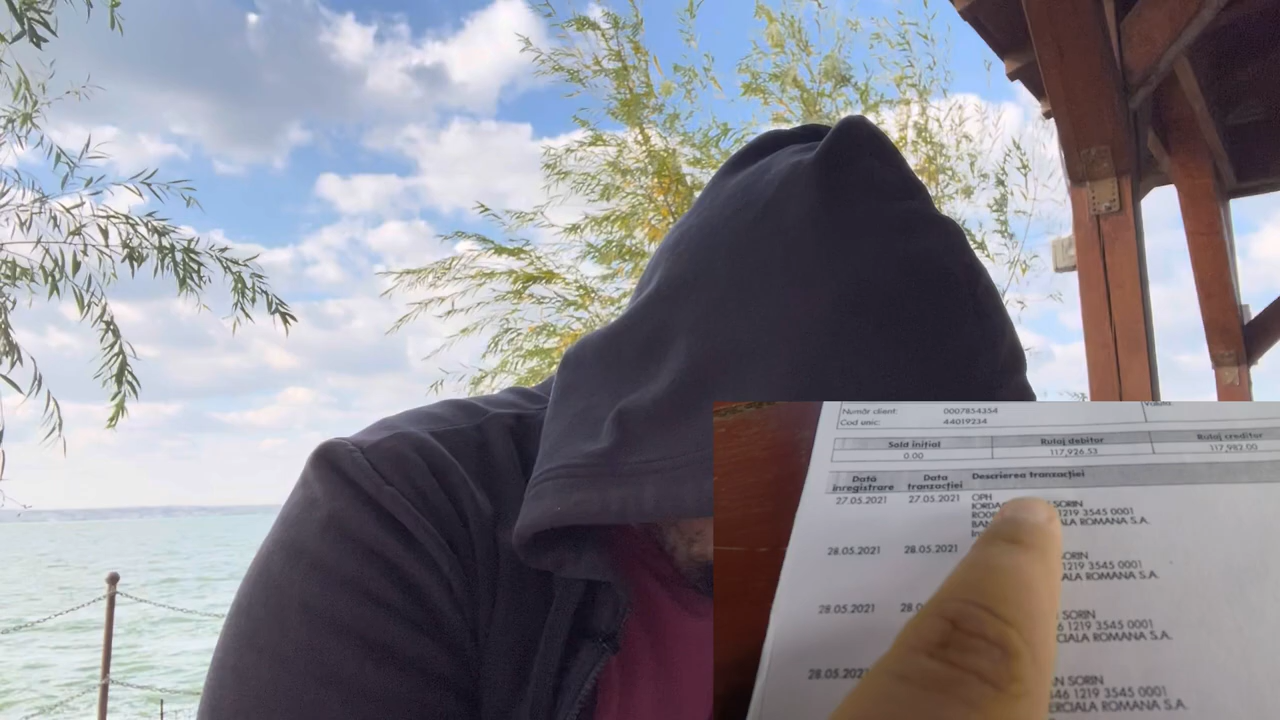 Număr client: 0007854354
Cod unic: 44019234
Valuta:
Sold inițial Rulaj debitor Rulaj creditor
0.00 117,926.53 117,982.00
Dată înregistrare Data tranzacției Descrierea tranzacției
27.05.2021 27.05.2021 OPH
SORIN
1219 3545 0001
ROMANA S.A.
28.05.2021 28.05.2021
SORIN
1219 3545 0001
ROMANA S.A.
28.05.2021
SORIN
1219 3545 0001
ROMANA S.A.
28.05.2021
SORIN
1219 3545 0001
ROMANA S.A.